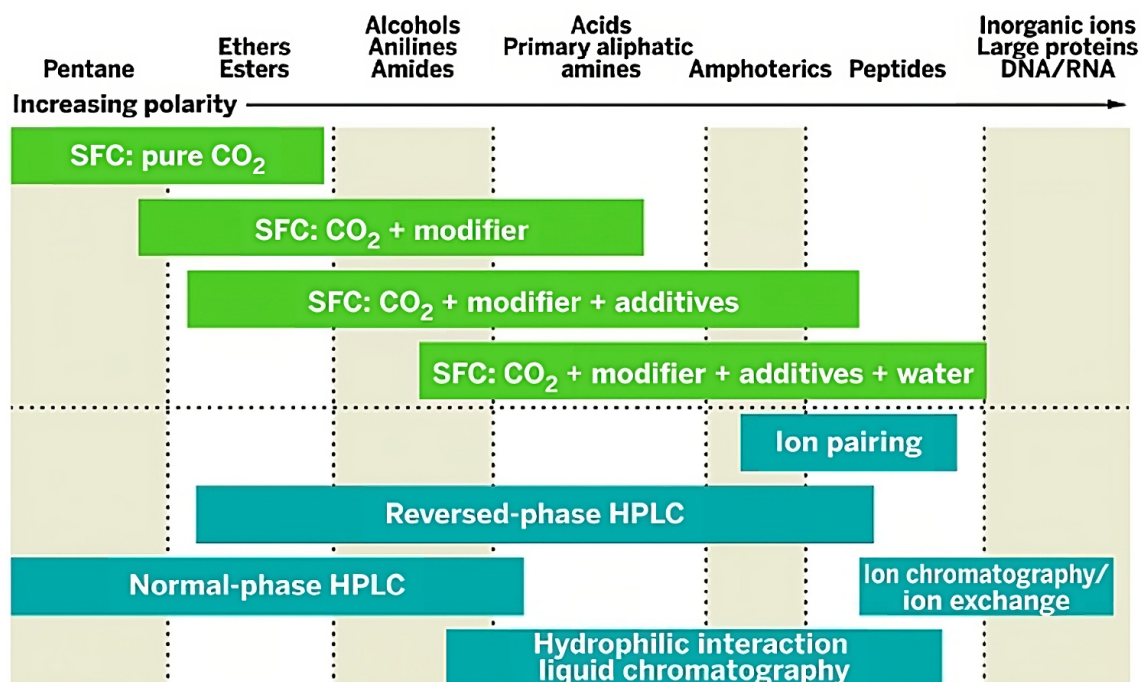 Pentane
Ethers
Esters
Alcohols
Anilines
Amides
Acids
Primary aliphatic
amines
Amphoterics
Peptides
Inorganic ions
Large proteins
DNA/RNA
Increasing polarity
SFC: pure CO₂
SFC: CO₂ + modifier
SFC: CO₂ + modifier + additives
SFC: CO₂ + modifier + additives + water
Ion pairing
Reversed-phase HPLC
Normal-phase HPLC
Ion chromatography/
ion exchange
Hydrophilic interaction
liquid chromatography